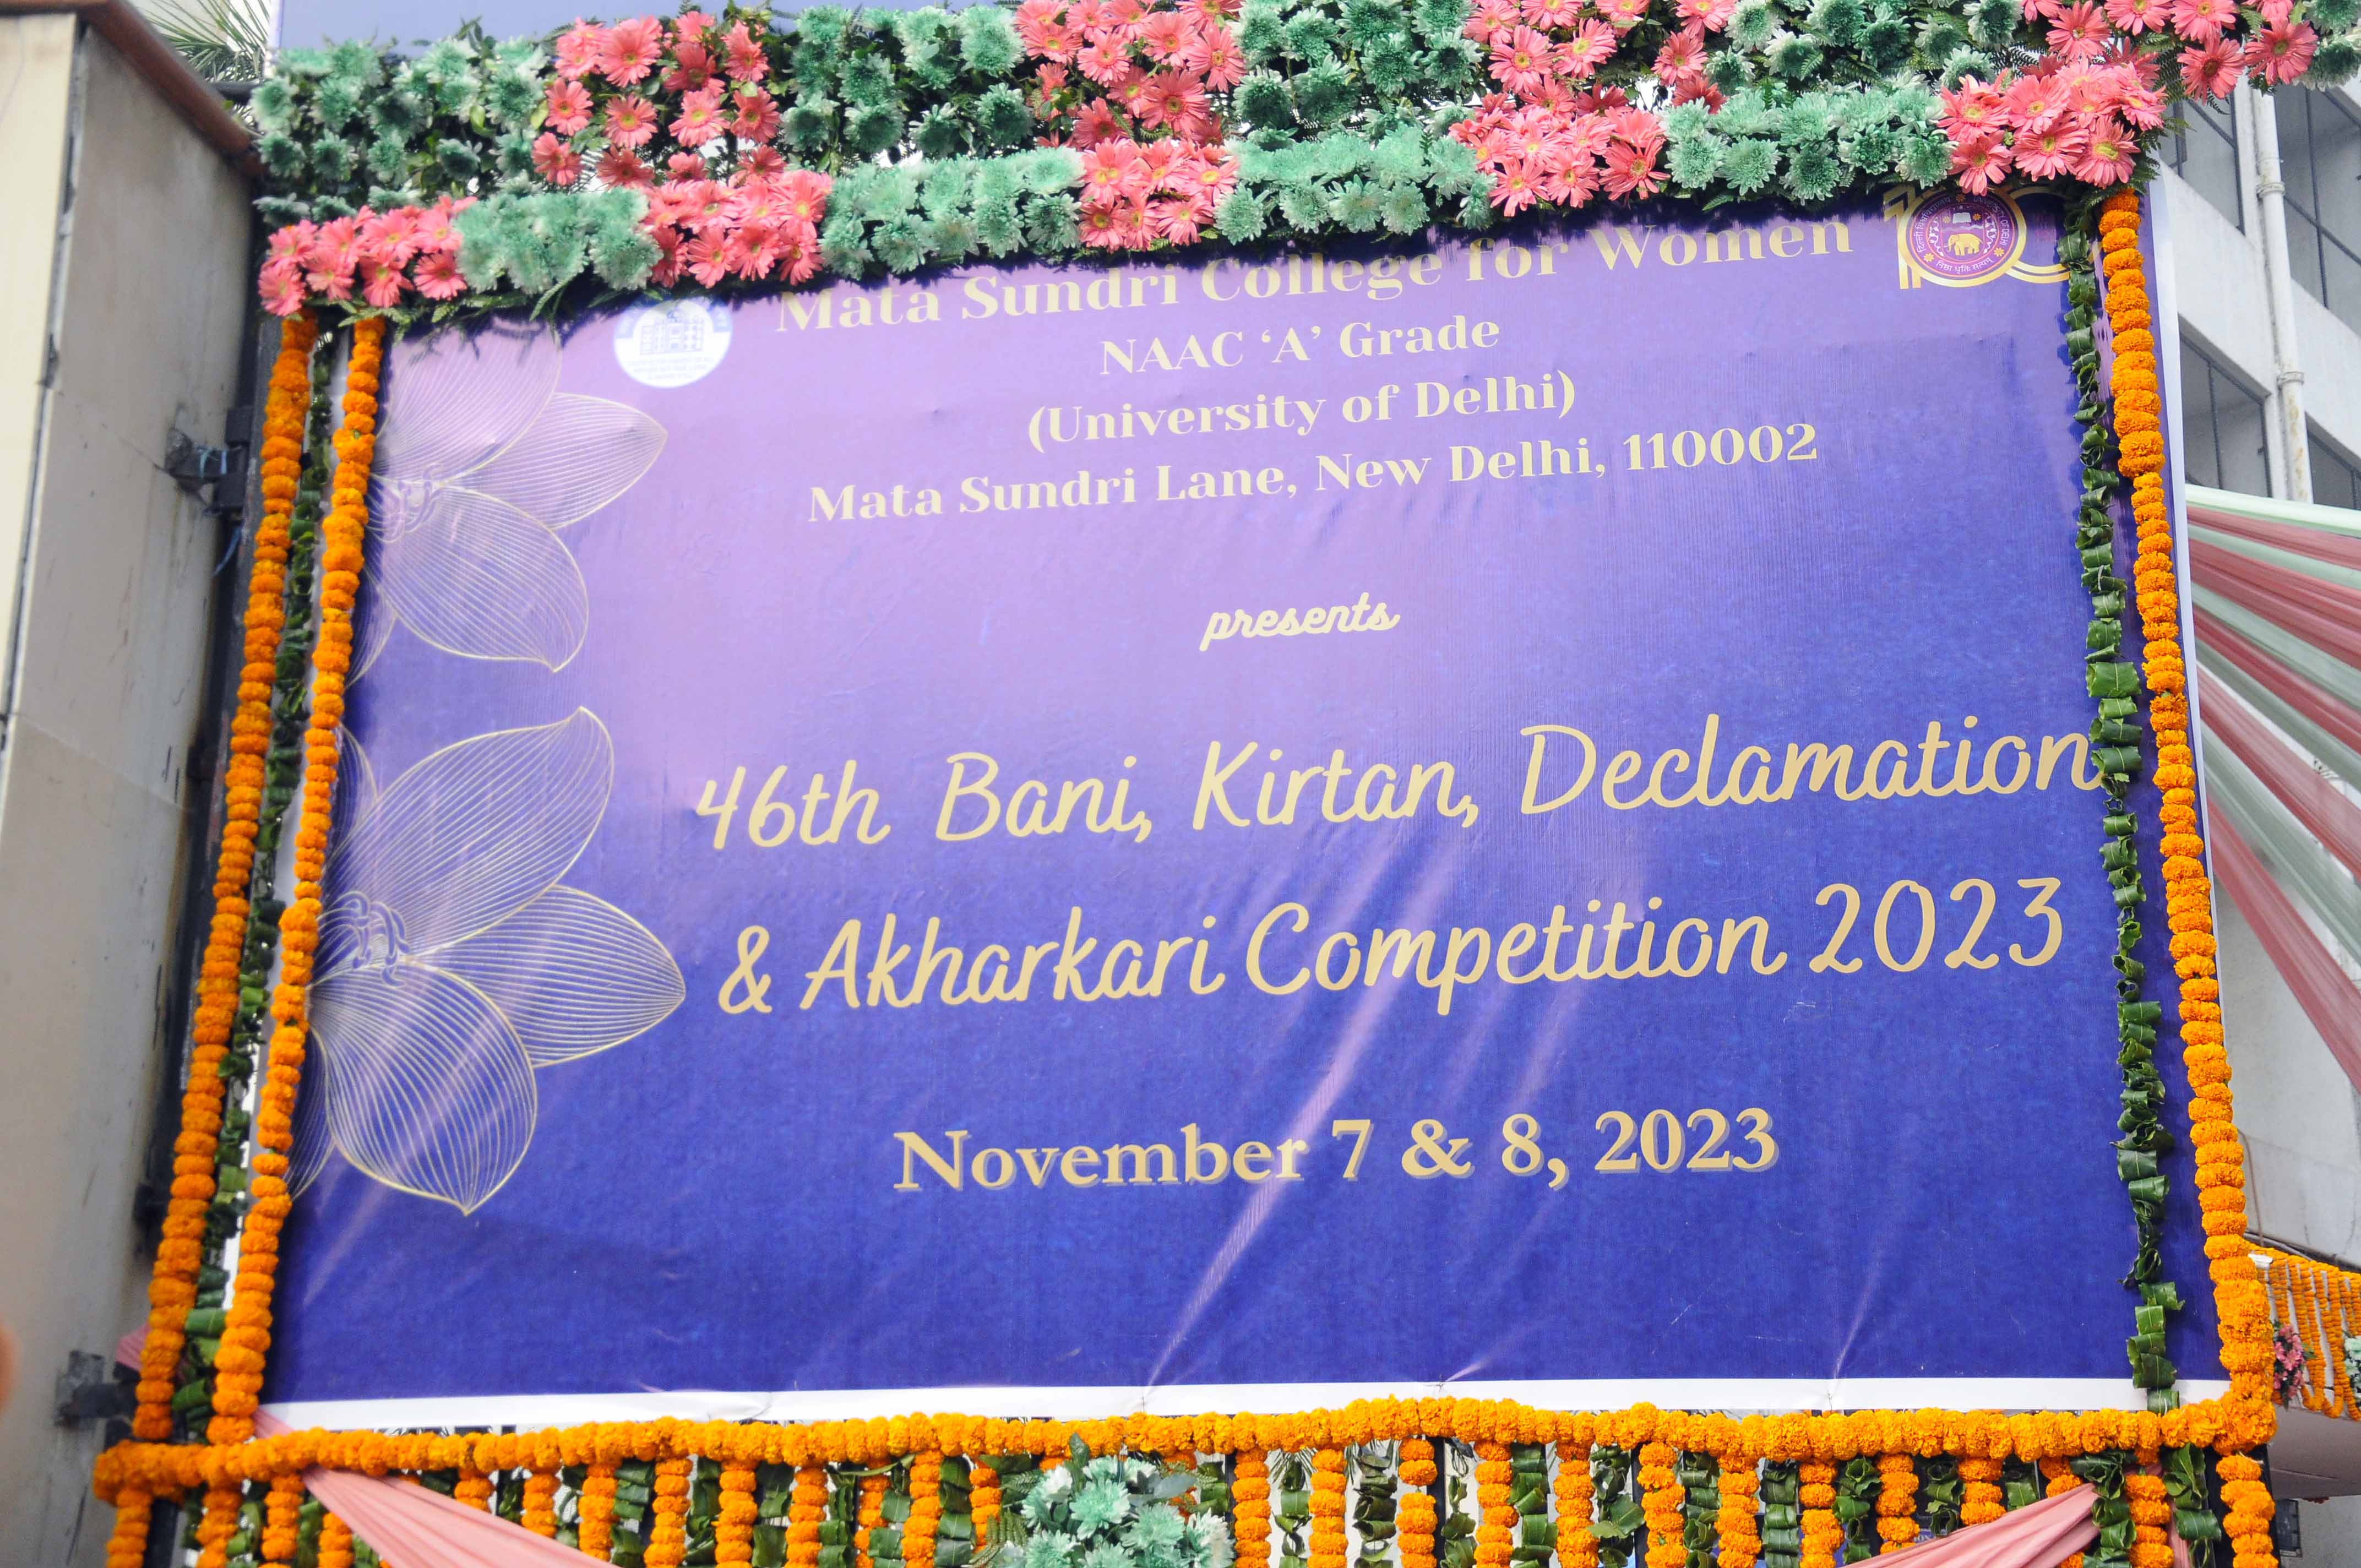 Mata Sundri College for Women
NAAC ‘A’ Grade
(University of Delhi)
Mata Sundri Lane, New Delhi, 110002
presents
46th Bani, Kirtan, Declamation
& Akharkari Competition 2023
November 7 & 8, 2023